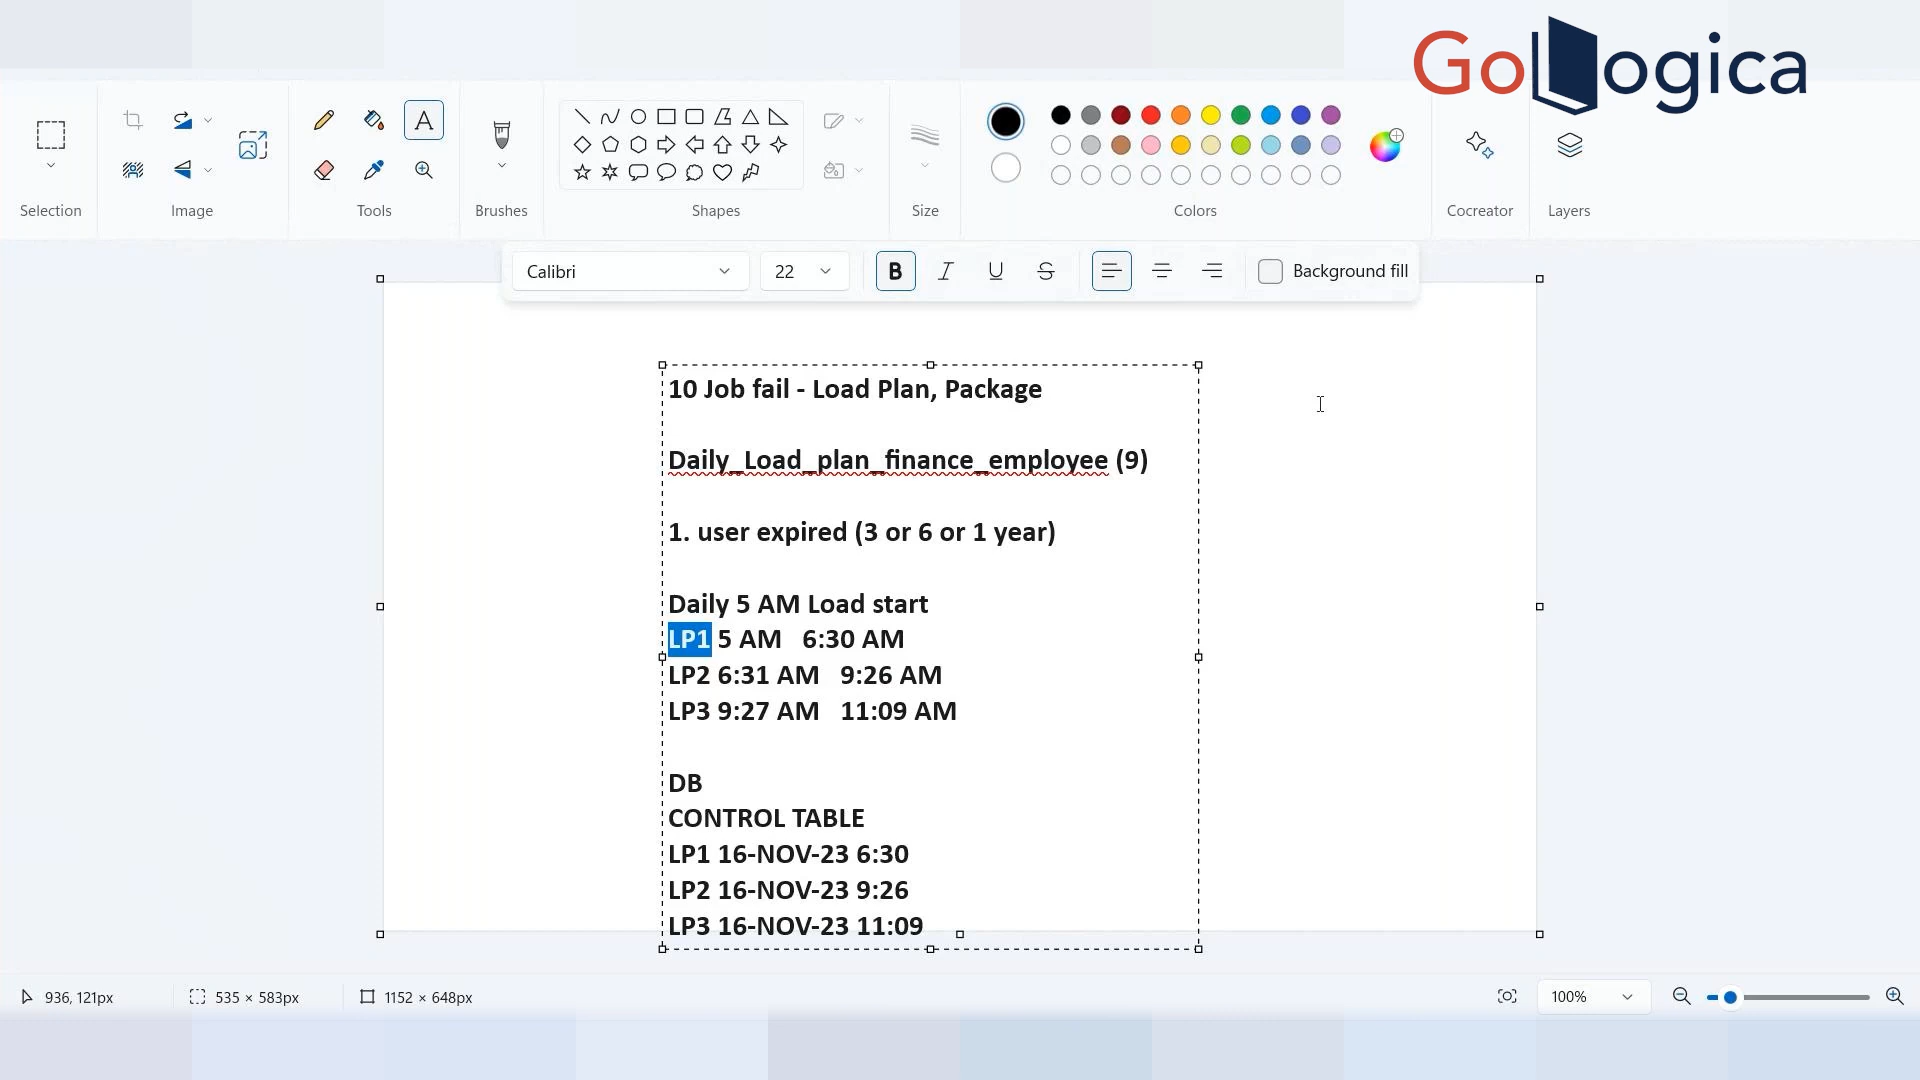 GoLogica
Selection
Image
Tools
Brushes
Shapes
Size
Colors
Cocreator
Layers
Calibri
22
B
I
U
S
Background fill
10 Job fail - Load Plan, Package
Daily_Load_plan_finance_employee (9)
1. user expired (3 or 6 or 1 year)
Daily 5 AM Load start
LP1 5 AM 6:30 AM
LP2 6:31 AM 9:26 AM
LP3 9:27 AM 11:09 AM
DB
CONTROL TABLE
LP1 16-NOV-23 6:30
LP2 16-NOV-23 9:26
LP3 16-NOV-23 11:09
936, 121px
535 × 583px
1152 × 648px
100%